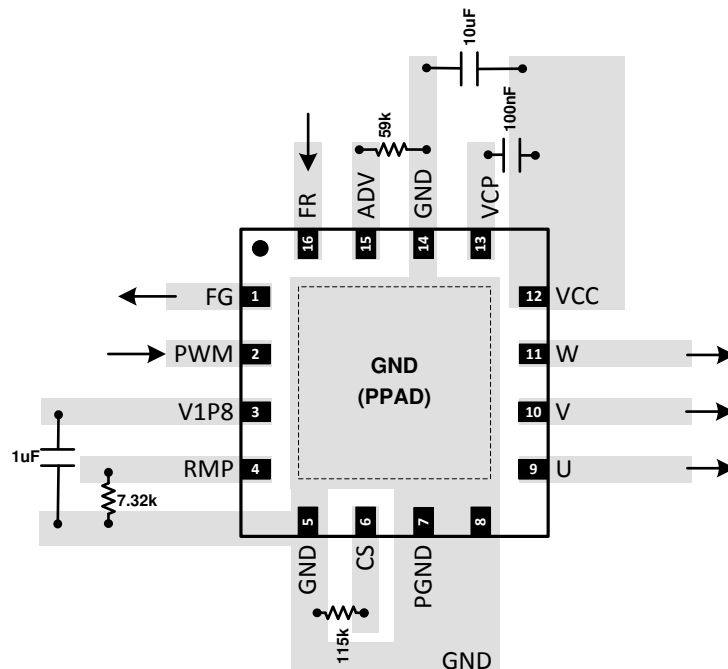 10uF
100nF
59k
FR
ADV
GND
VCP
16
15
14
13
FG
1
12
VCC
PWM
2
11
W
GND
(PPAD)
V1P8
3
10
V
1uF
RMP
4
9
U
7.32k
5
6
7
8
GND
CS
PGND
115k
GND